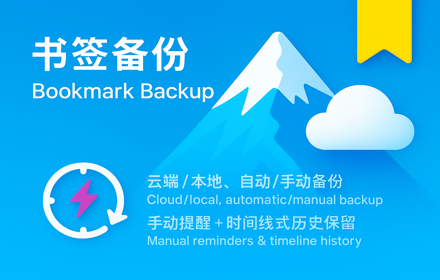 书签备份
Bookmark Backup
云端/本地、自动/手动备份
Cloud/local, automatic/manual backup
手动提醒+时间线式历史保留
Manual reminders & timeline history